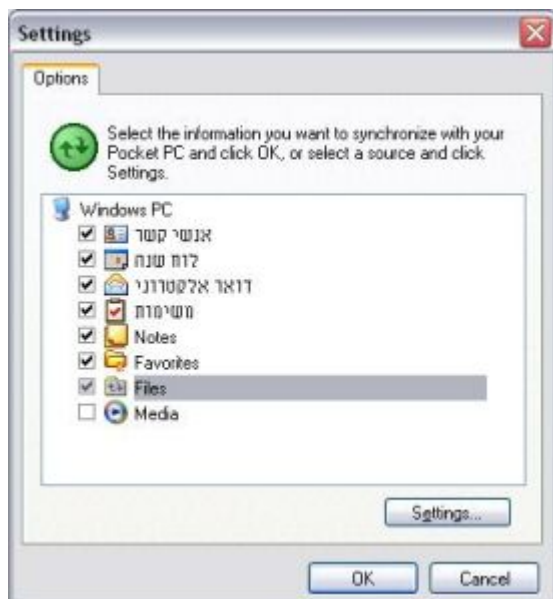 Settings
Options
Select the information you want to synchronize with your
Pocket PC and click OK, or select a source and click
Settings.
Windows PC
אנשי קשר
לוח שנה
דואר אלקטרוני
משימות
Notes
Favorites
Files
Media
Settings...
OK Cancel